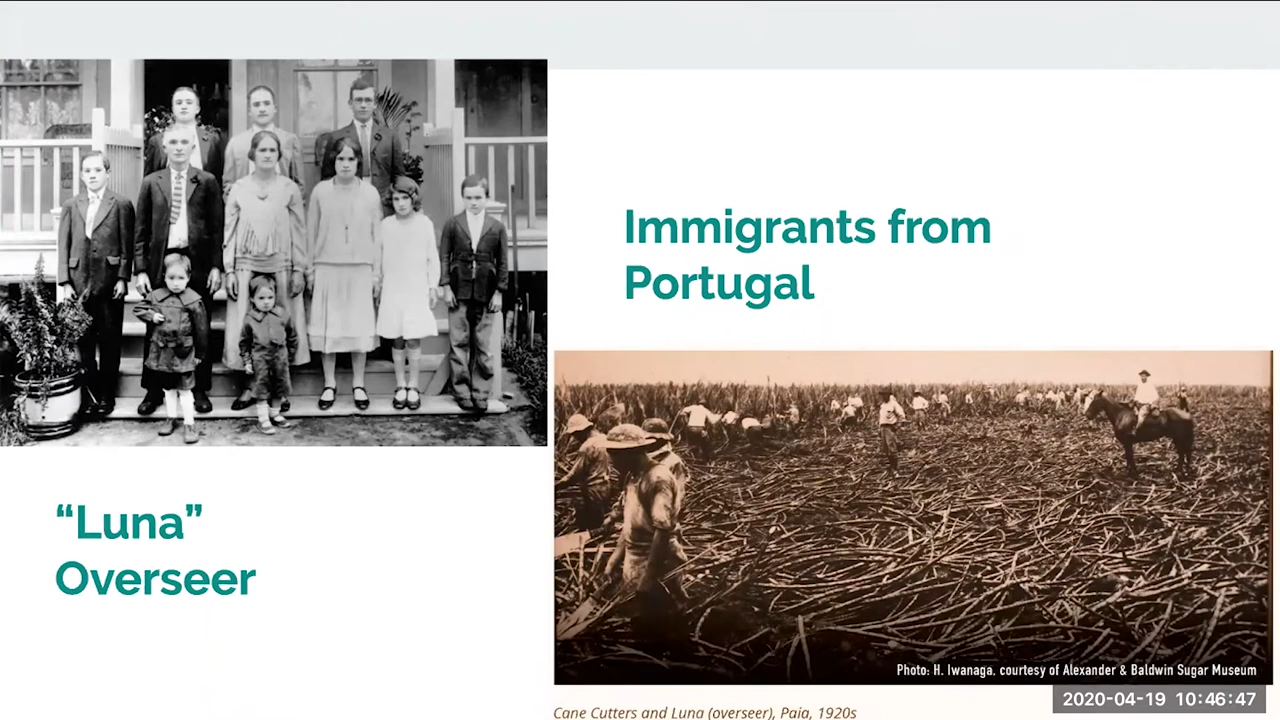 Immigrants from
Portugal
“Luna”
Overseer
Photo: H. Iwanaga, courtesy of Alexander & Baldwin Sugar Museum
2020-04-19 10:46:47
Cane Cutters and Luna (overseer), Paia, 1920s